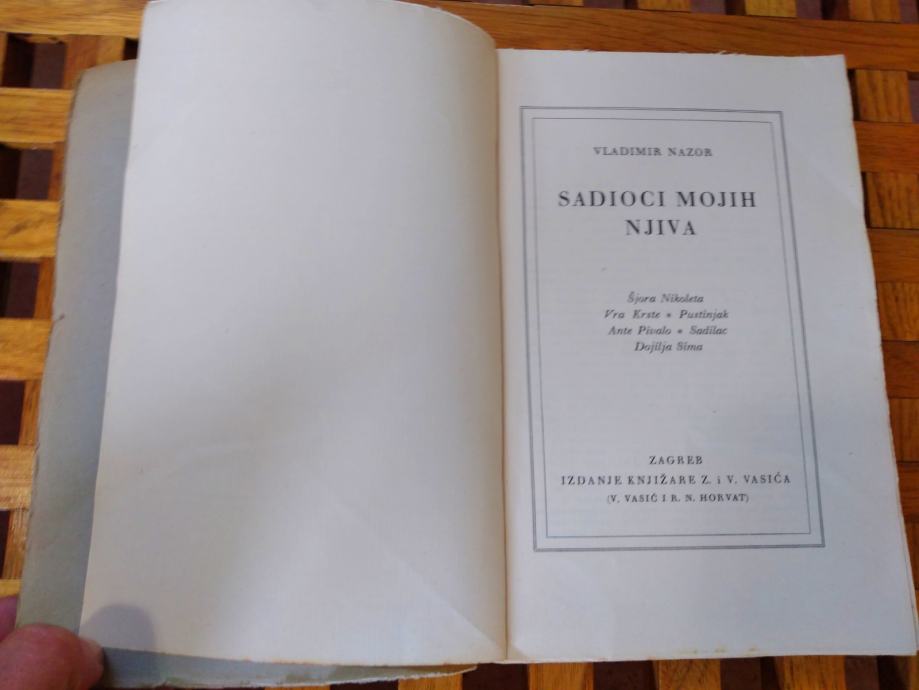 VLADIMIR NAZOR
SADIOCI MOJIH
NJIVA
Šjora Nikoleta
Vra Krste * Pustinjak
Ante Pivalo * Sadilac
Dojilja Sima
ZAGREB
IZDANJE KNJIŽARE Z. i V. VASIĆA
(V. VASIĆ I R. N. HORVAT)